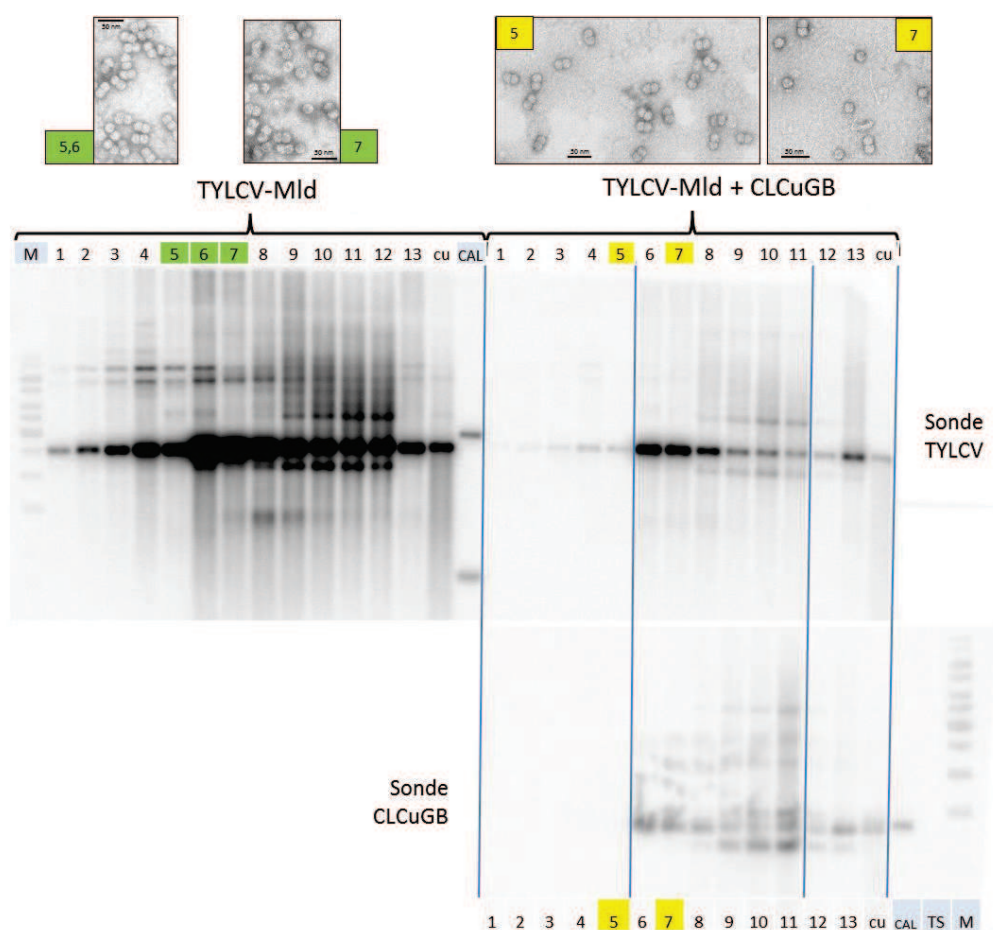 50 nm
5
7
5,6
50 nm
7
50 nm
50 nm
TYLCV-Mld
TYLCV-Mld + CLCuGB
M 1 2 3 4 5 6 7 8 9 10 11 12 13 cu CAL 1 2 3 4 5 6 7 8 9 10 11 12 13 cu
Sonde
TYLCV
Sonde
CLCuGB
1 2 3 4 5 6 7 8 9 10 11 12 13 cu CAL TS M